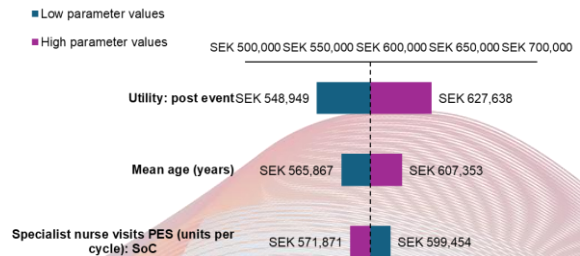 Low parameter values
High parameter values
SEK 500,000 SEK 550,000 SEK 600,000 SEK 650,000 SEK 700,000
Utility: post event SEK 548,949 SEK 627,638
Mean age (years) SEK 565,867 SEK 607,353
Specialist nurse visits PES (units per
cycle): SoC SEK 571,871 SEK 599,454